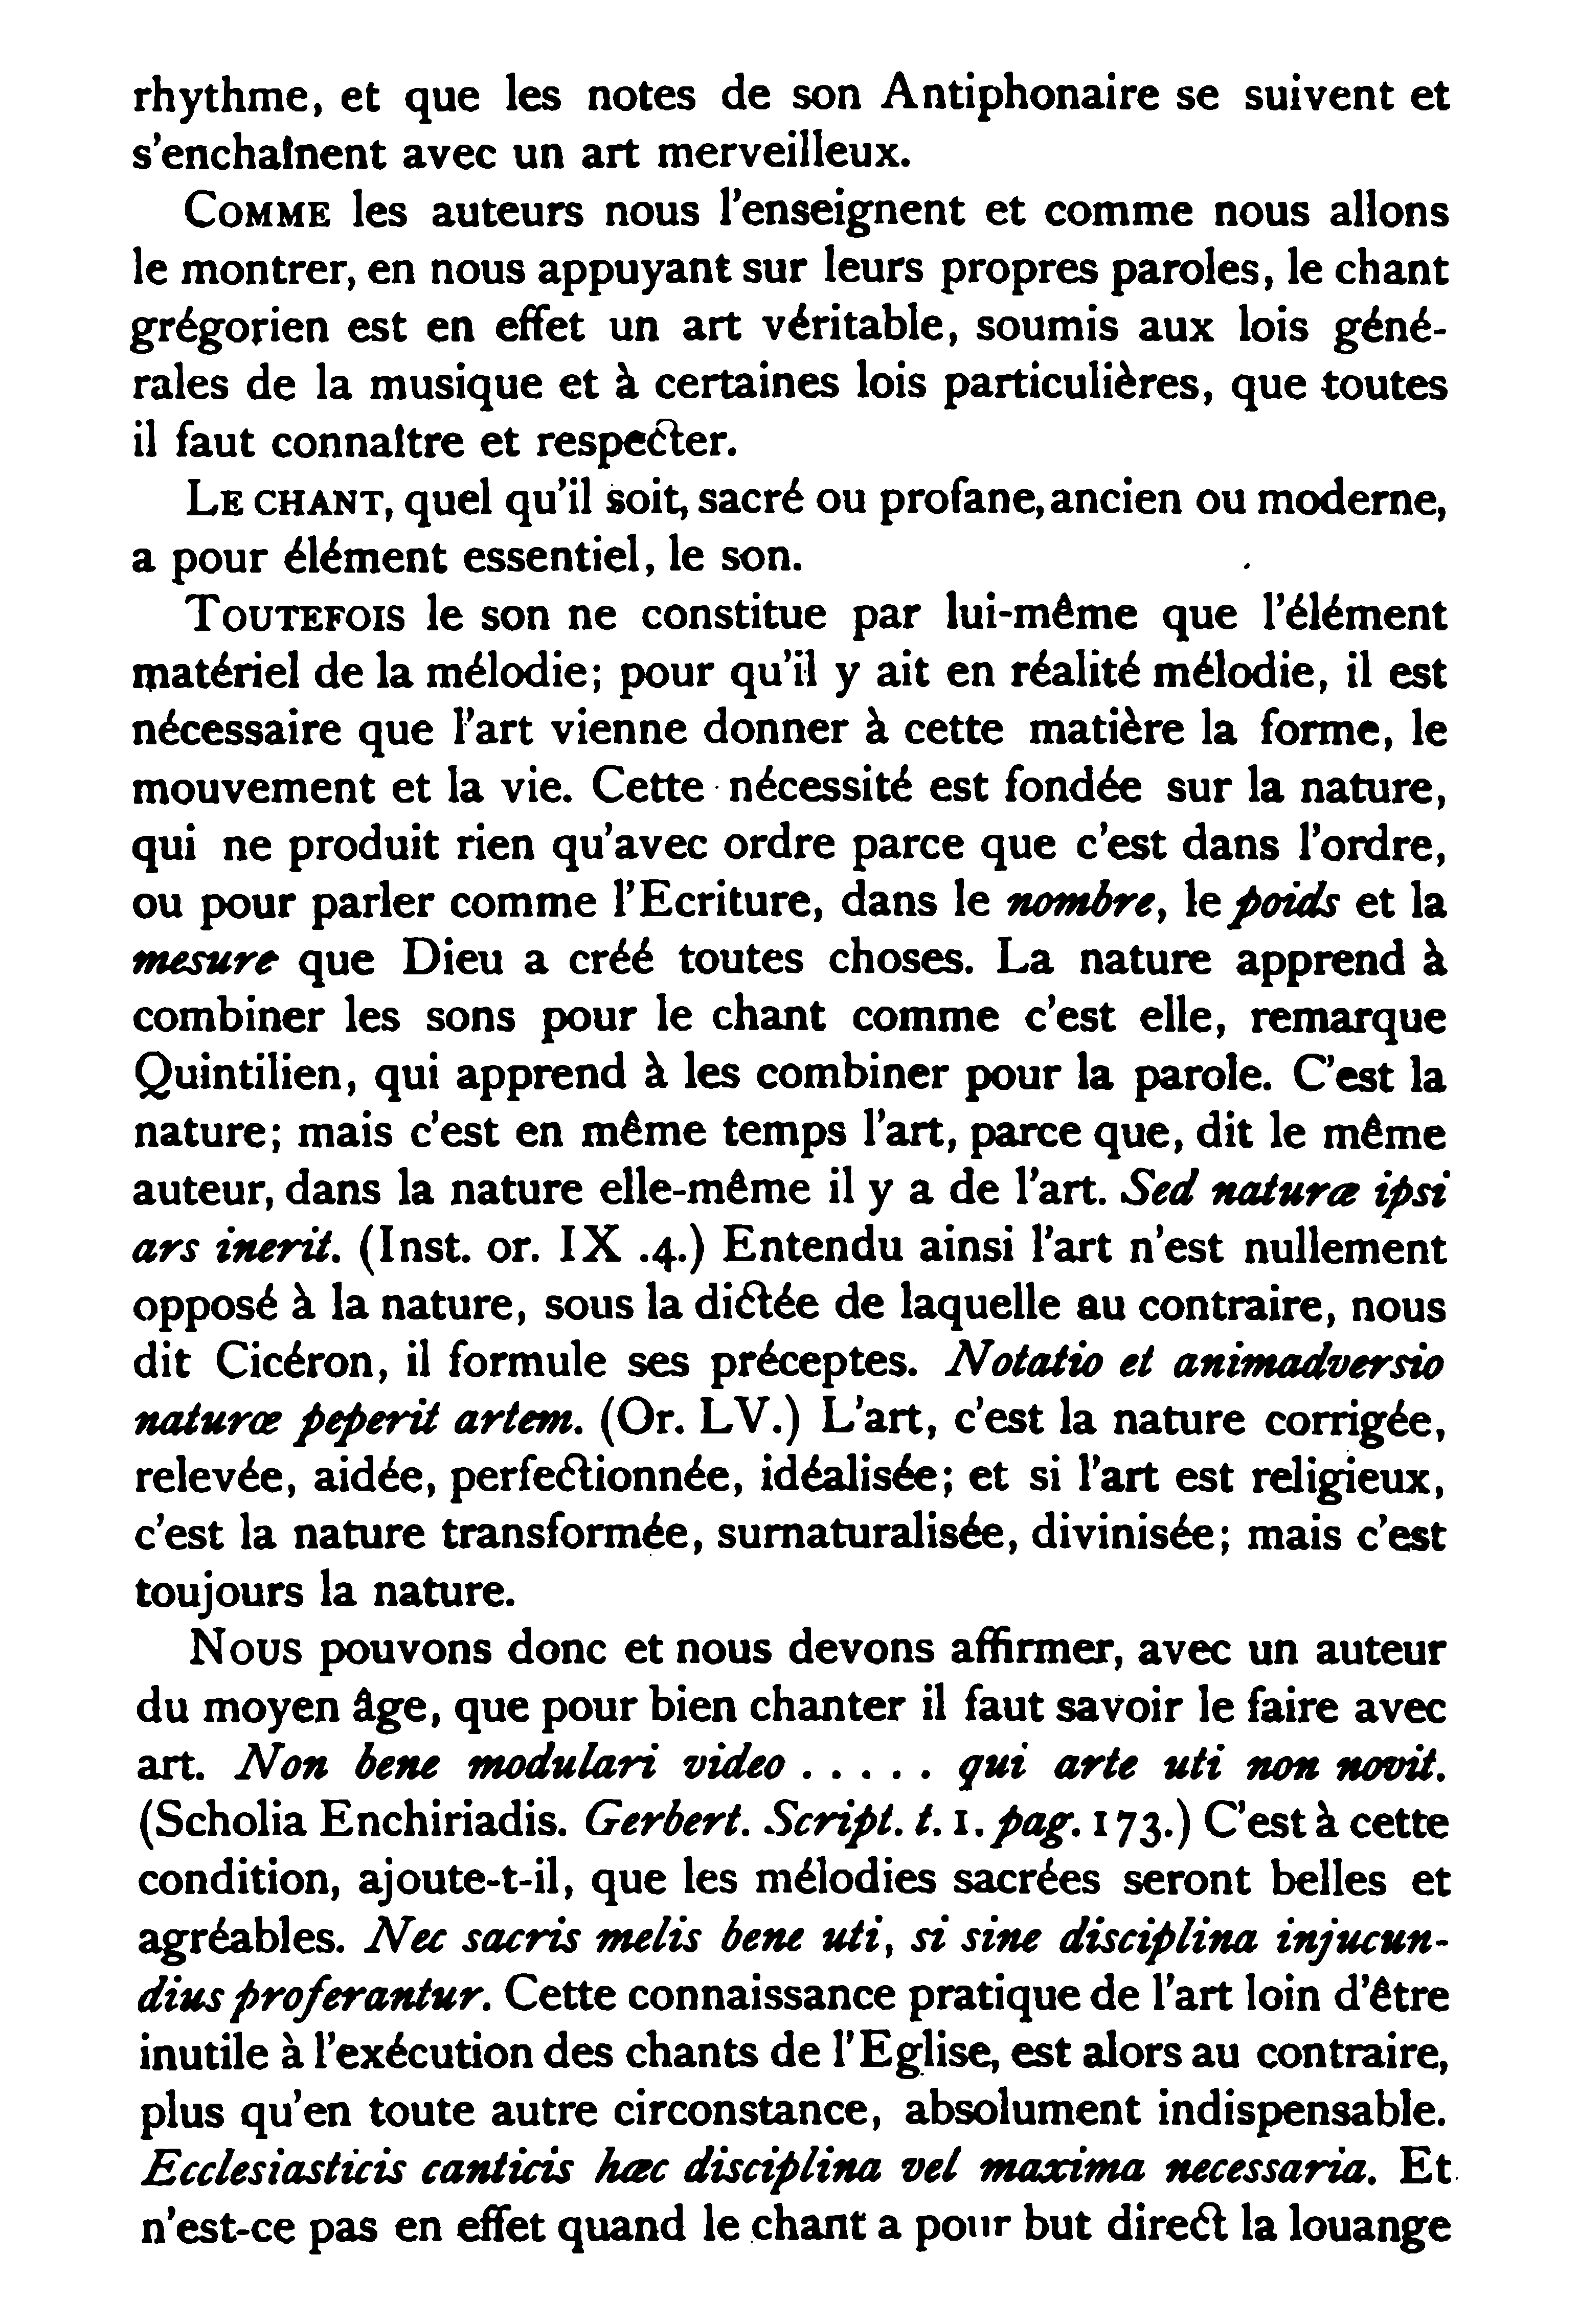 rhythme, et que les notes de son Antiphonaire se suivent et
s'enchaînent avec un art merveilleux.
COMME les auteurs nous l'enseignent et comme nous allons
le montrer, en nous appuyant sur leurs propres paroles, le chant
grégorien est en effet un art véritable, soumis aux lois géné-
rales de la musique et à certaines lois particulières, que toutes
il faut connaître et respecter.
LE CHANT, quel qu'il soit, sacré ou profane, ancien ou moderne,
a pour élément essentiel, le son.
TOUTEFOIS le son ne constitue par lui-même que l'élément
matériel de la mélodie; pour qu'il y ait en réalité mélodie, il est
nécessaire que l'art vienne donner à cette matière la forme, le
mouvement et la vie. Cette nécessité est fondée sur la nature,
qui ne produit rien qu'avec ordre parce que c'est dans l'ordre,
ou pour parler comme l'Ecriture, dans le nombre, le poids et la
mesure que Dieu a créé toutes choses. La nature apprend à
combiner les sons pour le chant comme c'est elle, remarque
Quintilien, qui apprend à les combiner pour la parole. C'est la
nature; mais c'est en même temps l'art, parce que, dit le même
auteur, dans la nature elle-même il y a de l'art. Sed naturæ ipsi
ars inerit. (Inst. or. IX .4.) Entendu ainsi l'art n'est nullement
opposé à la nature, sous la dictée de laquelle au contraire, nous
dit Cicéron, il formule ses préceptes. Notatio et animadversio
naturœ peperit artem. (Or. LV.) L'art, c'est la nature corrigée,
relevée, aidée, perfectionnée, idéalisée; et si l'art est religieux,
c'est la nature transformée, surnaturalisée, divinisée; mais c'est
toujours la nature.
NOUS pouvons donc et nous devons affirmer, avec un auteur
du moyen âge, que pour bien chanter il faut savoir le faire avec
art. Non bene modulari video . . . . . qui arte uti non novit.
(Scholia Enchiriadis. Gerbert. Script. t. 1. pag. 173.) C'est à cette
condition, ajoute-t-il, que les mélodies sacrées seront belles et
agréables. Nec sacris melis bene uti, si sine disciplina injucun-
dius proferantur. Cette connaissance pratique de l'art loin d'être
inutile à l'exécution des chants de l'Eglise, est alors au contraire,
plus qu'en toute autre circonstance, absolument indispensable.
Ecclesiasticis canticis hæc disciplina vel maxima necessaria. Et
n'est-ce pas en effet quand le chant a pour but direct la louange